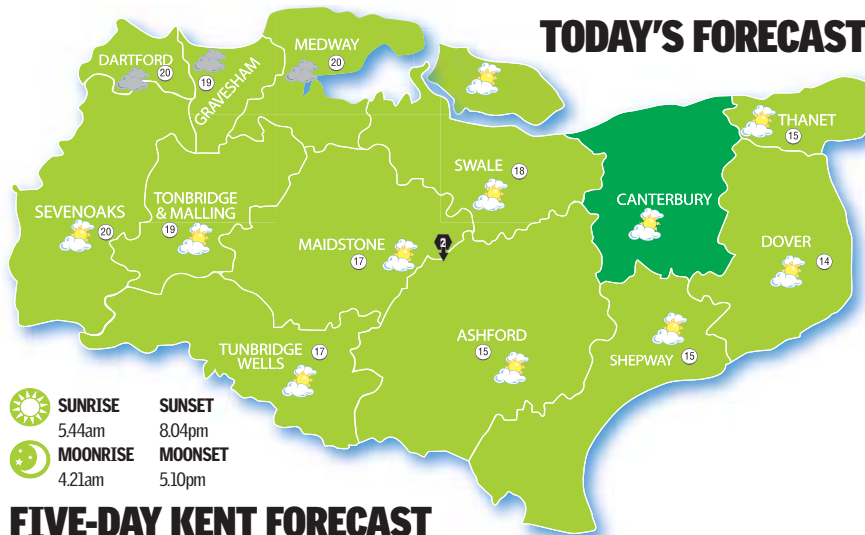 TODAY'S FORECAST
MEDWAY
20
DARTFORD
20
19
GRAVESHAM
THANET
15
SWALE
18
CANTERBURY
SEVENOAKS
20
TONBRIDGE
& MALLING
19
MAIDSTONE
17
2
DOVER
14
TUNBRIDGE
WELLS
17
ASHFORD
15
SHEPWAY
15
SUNRISE SUNSET
5.44am 8.04pm
MOONRISE MOONSET
4.21am 5.10pm
FIVE-DAY KENT FORECAST